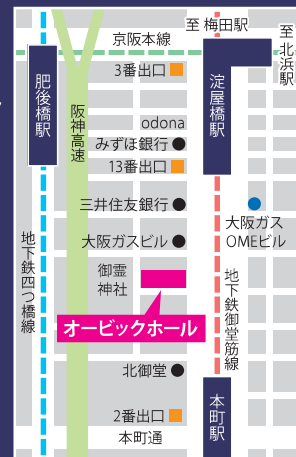 至 梅田駅
京阪本線
至北浜駅
3番出口
肥後橋駅
淀屋橋駅
阪神高速
odona
みずほ銀行
13番出口
三井住友銀行
大阪ガス
OMEビル
大阪ガスビル
地下鉄四つ橋線
御霊
神社
地下鉄御堂筋線
オービックホール
北御堂
本町駅
2番出口
本町通